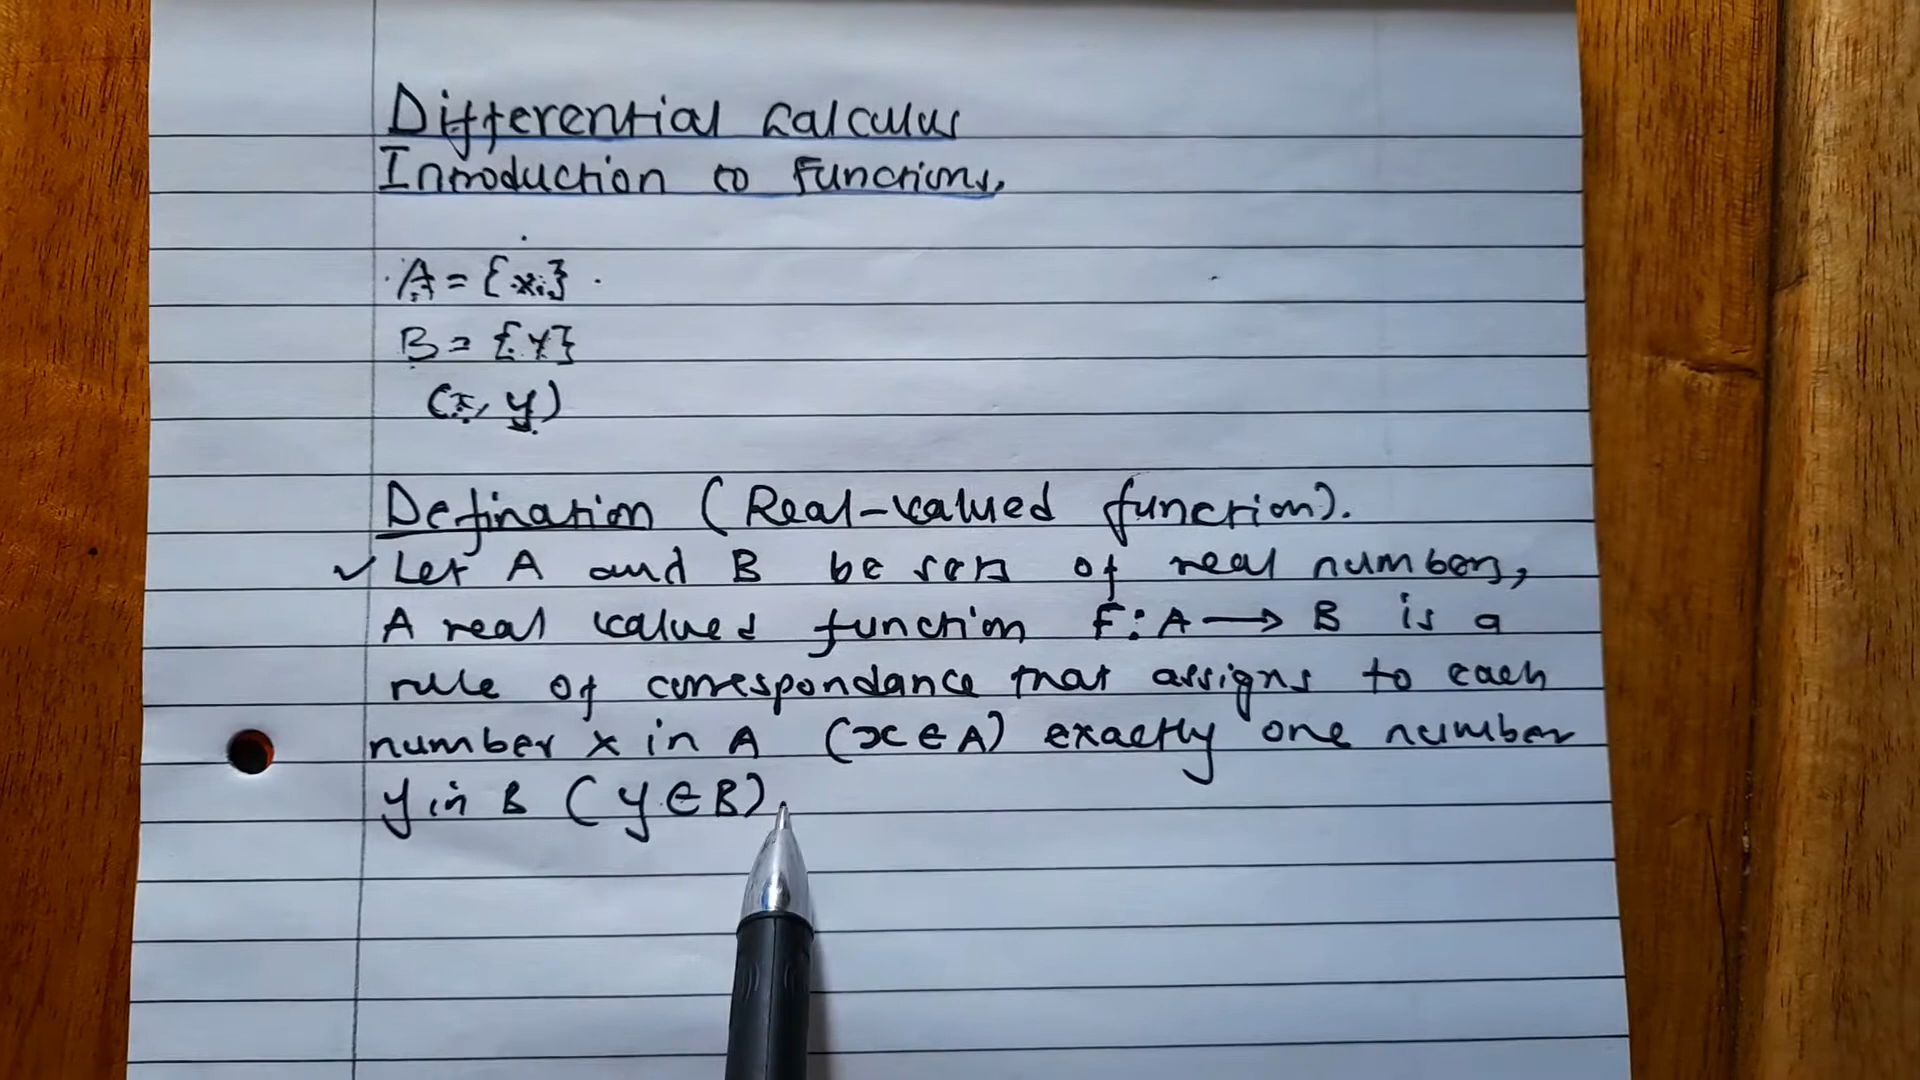 Differential Calculus
Introduction to Functions.
A = {x}
B = {Y}
(x, y)
Defination (Real-valued function).
✓ Let A and B be sets of real numbers,
A real valued function F: A → B is a
rule of correspondance that assigns to each
number x in A (x ∈ A) exactly one number
y in B (y ∈ B).